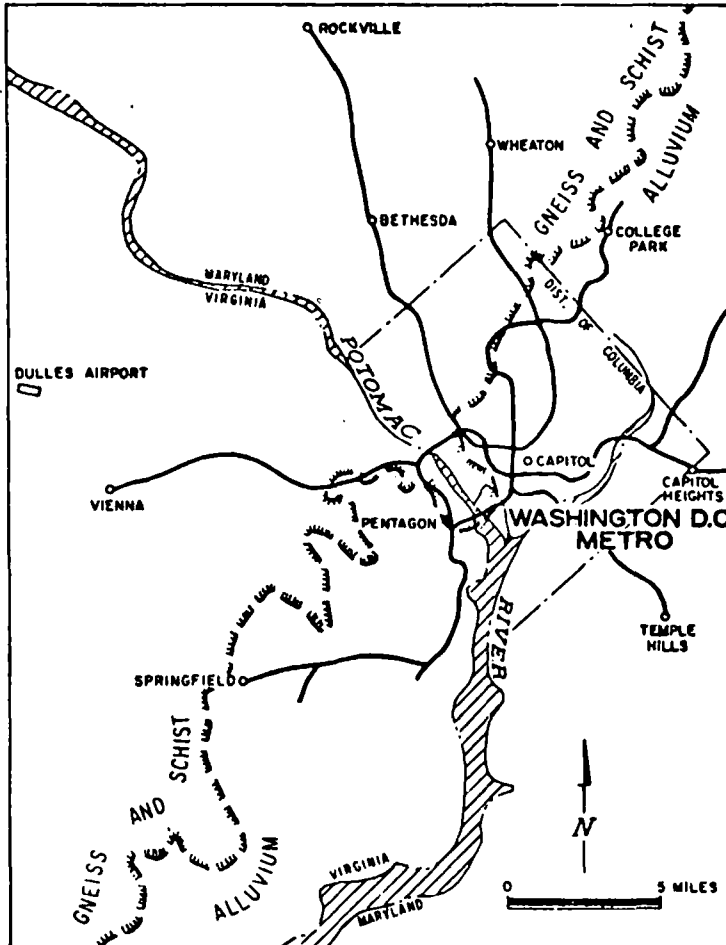 ROCKVILLE
GNEISS AND SCHIST
ALLUVIUM
WHEATON
BETHESDA
COLLEGE
PARK
MARYLAND
VIRGINIA
DIST. OF COLUMBIA
POTOMAC
DULLES AIRPORT
CAPITOL
VIENNA
CAPITOL
HEIGHTS
PENTAGON
WASHINGTON D.C
METRO
RIVER
TEMPLE
HILLS
SPRINGFIELD
GNEISS AND SCHIST
ALLUVIUM
N
VIRGINIA
MARYLAND
0 5 MILES